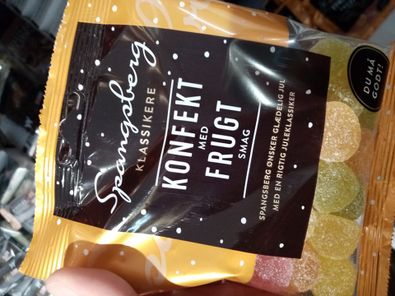 Spangsberg
KLASSIKERE
KONFEKT
MED
FRUGT
SMAG
SPANGSBERG ØNSKER GLÆDELIG JUL
MED EN RIGTIG JULEKLASSIKER
DU MÅ
GODT!